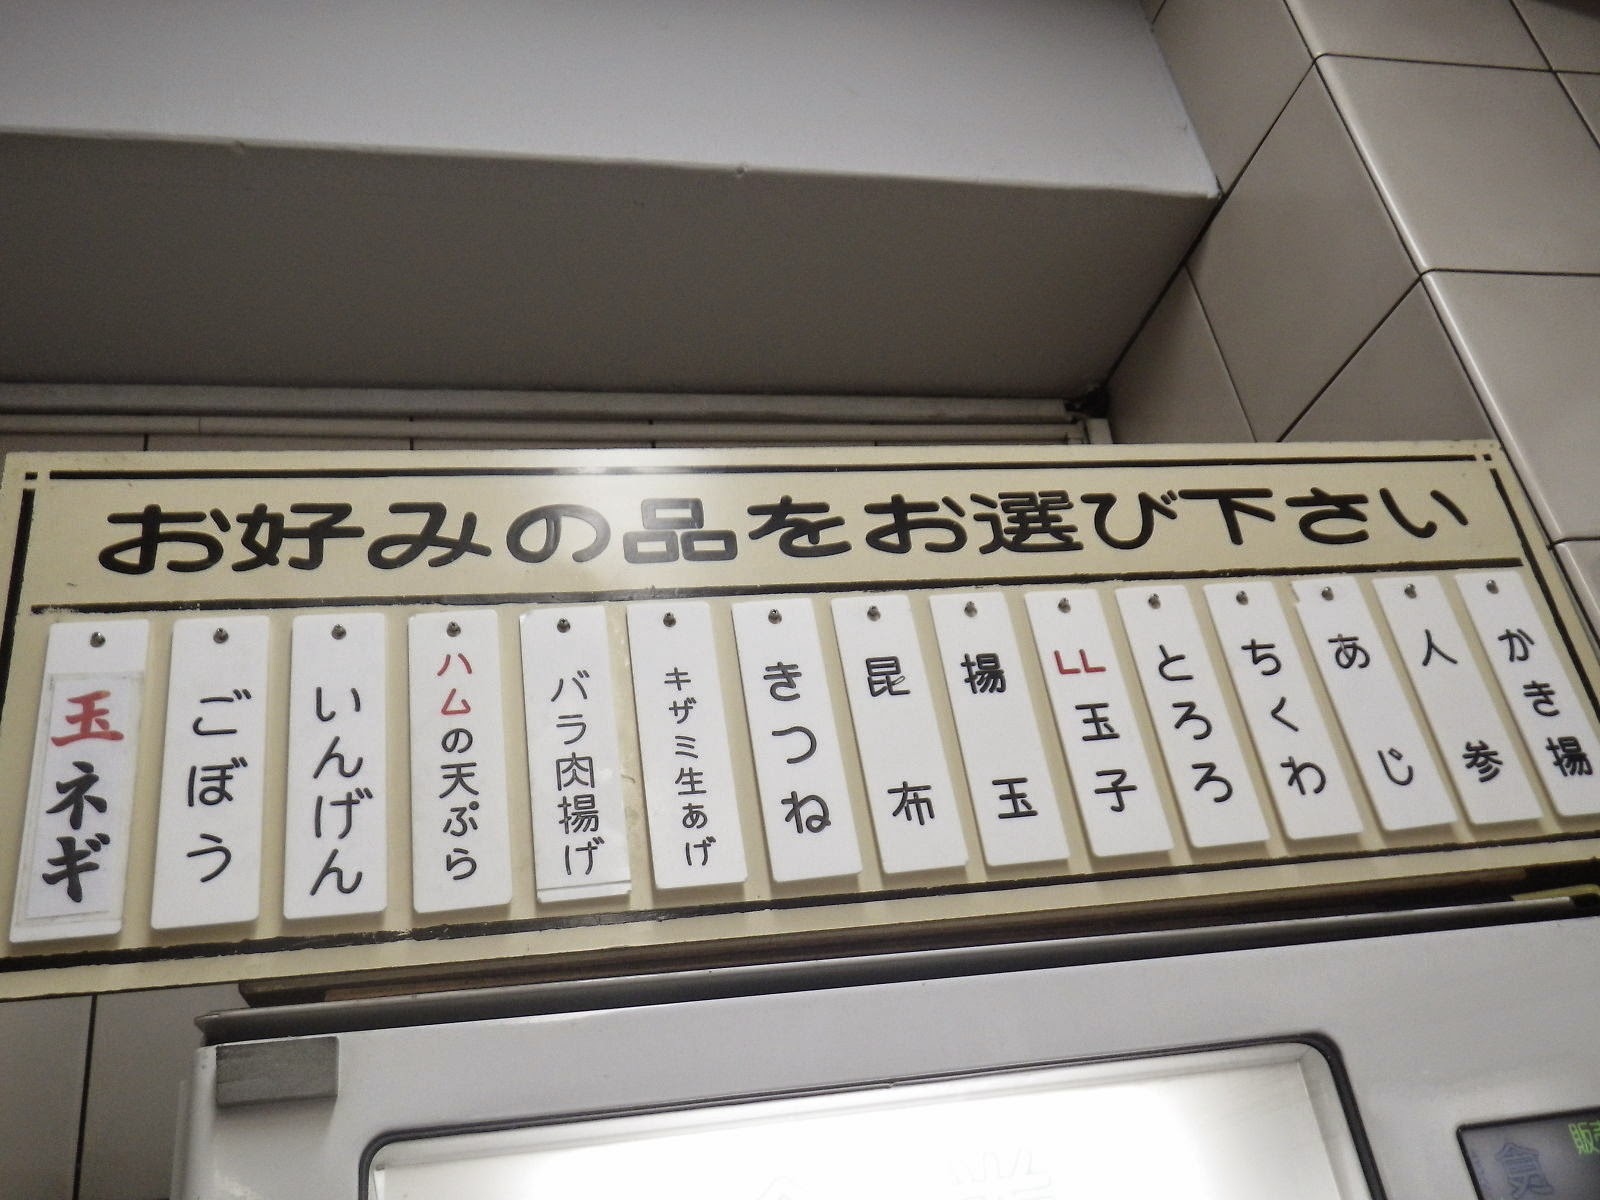 お好みの品をお選び下さい
かき揚
人参
あじ
ちくわ
とろろ
LL玉子
揚玉
昆布
きつね
キザミ生あげ
バラ肉揚げ
ハムの天ぷら
いんげん
ごぼう
玉ネギ